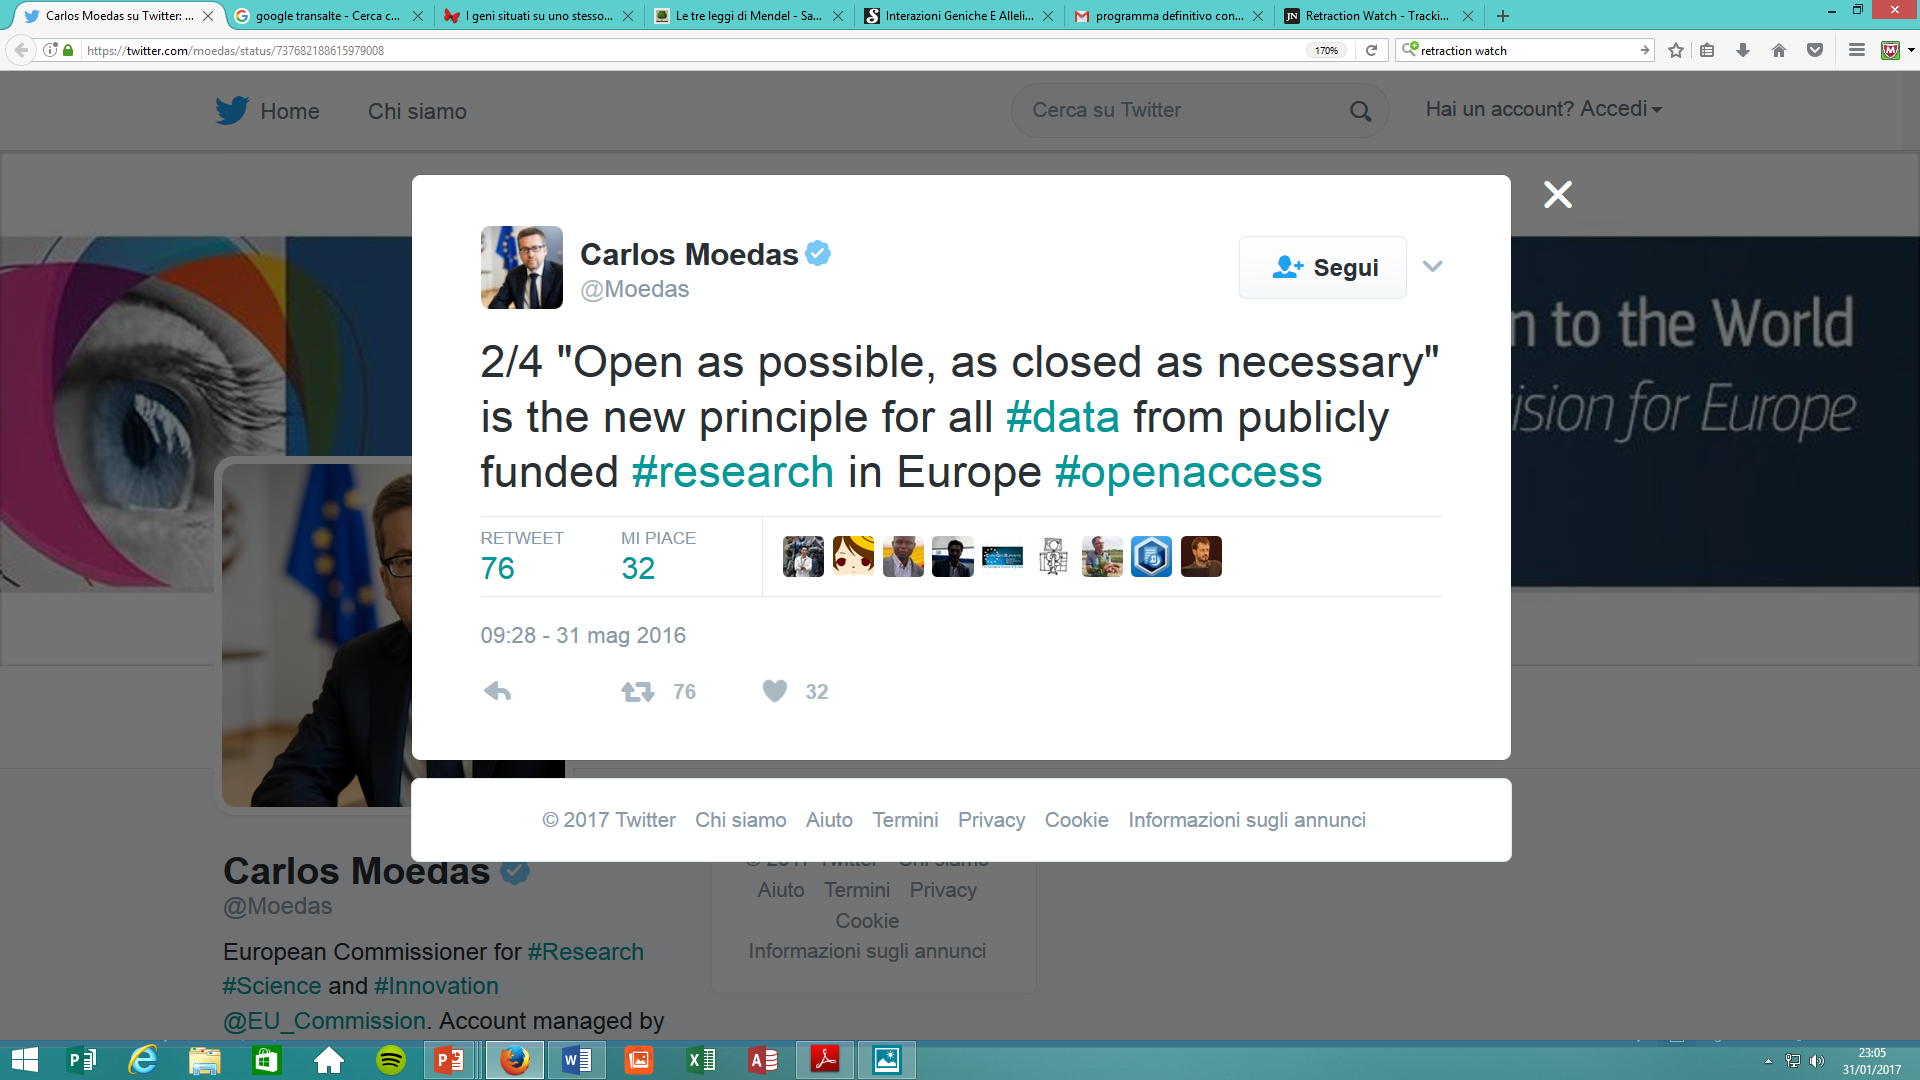 Carlos Moedas su Twitter: ...
google transalte - Cerca c...
I geni situati su uno stesso...
Le tre leggi di Mendel - Sa...
Interazioni Geniche E Alleli...
programma definitivo con...
Retraction Watch - Tracki...
https://twitter.com/moedas/status/737682188615979008
170%
retraction watch
Home
Chi siamo
Cerca su Twitter
Hai un account? Accedi
n to the World
ision for Europe
Carlos Moedas
@Moedas
Segui
2/4 "Open as possible, as closed as necessary"
is the new principle for all #data from publicly
funded #research in Europe #openaccess
RETWEET
76
MI PIACE
32
09:28 - 31 mag 2016
76
32
© 2017 Twitter Chi siamo Aiuto Termini Privacy Cookie Informazioni sugli annunci
Carlos Moedas
@Moedas
European Commissioner for #Research
#Science and #Innovation
@EU_Commission. Account managed by
© 2017 Twitter Chi siamo
Aiuto Termini Privacy
Cookie
Informazioni sugli annunci
23:05
31/01/2017